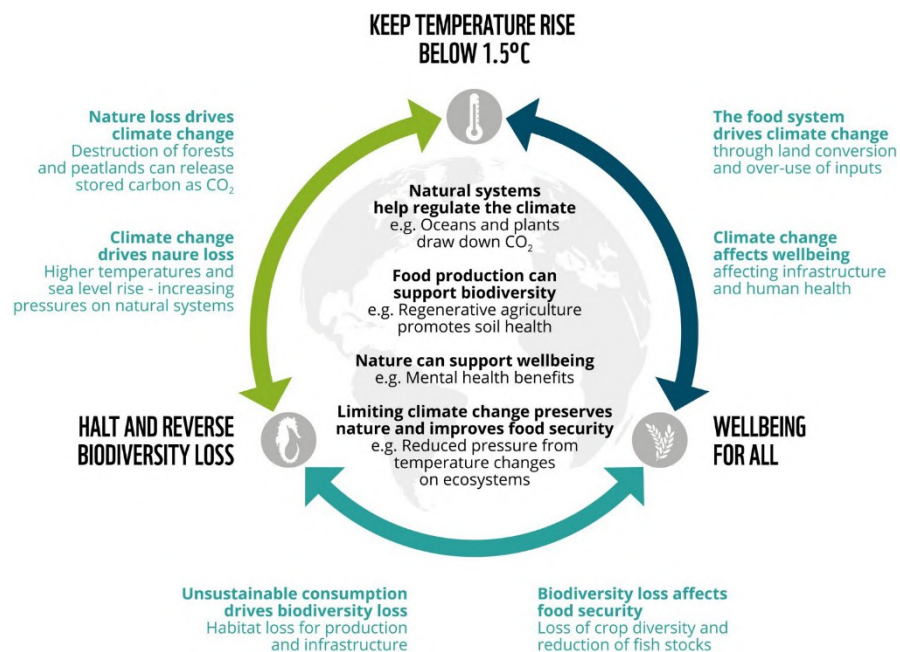 KEEP TEMPERATURE RISE
BELOW 1.5ºC
Nature loss drives
climate change
Destruction of forests
and peatlands can release
stored carbon as CO₂
Climate change
drives naure loss
Higher temperatures and
sea level rise - increasing
pressures on natural systems
The food system
drives climate change
through land conversion
and over-use of inputs
Climate change
affects wellbeing
affecting infrastructure
and human health
Natural systems
help regulate the climate
e.g. Oceans and plants
draw down CO₂
Food production can
support biodiversity
e.g. Regenerative agriculture
promotes soil health
Nature can support wellbeing
e.g. Mental health benefits
Limiting climate change preserves
nature and improves food security
e.g. Reduced pressure from
temperature changes
on ecosystems
HALT AND REVERSE
BIODIVERSITY LOSS
WELLBEING
FOR ALL
Unsustainable consumption
drives biodiversity loss
Habitat loss for production
and infrastructure
Biodiversity loss affects
food security
Loss of crop diversity and
reduction of fish stocks